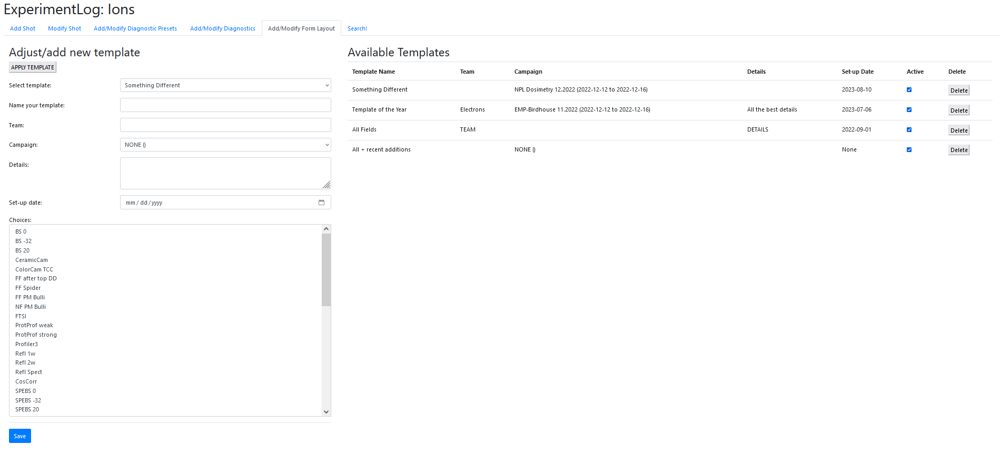 ExperimentLog: Ions
Add Shot Modify Shot Add/Modify Diagnostic Presets Add/Modify Diagnostics Add/Modify Form Layout Search!
Adjust/add new template
APPLY TEMPLATE
Select template: Something Different
Name your template:
Team:
Campaign: NONE ()
Details:
Set-up date: mm/dd/yyyy
Choices:
BS 0
BS -32
BS 20
CeramicCam
ColorCam TCC
FF after top DD
FF Spider
FF PM Bulli
NF PM Bulli
FTSI
ProtProf weak
ProtProf strong
Profiler3
Refl 1w
Refl 2w
Refl Spect
CosCorr
SPEBS 0
SPEBS -32
SPEBS 20
Save
Available Templates
Template Name Team Campaign Details Set-up Date Active Delete
Something Different NPL Dosimetry 12.2022 (2022-12-12 to 2022-12-16) 2023-08-10 Delete
Template of the Year Electrons EMP-Birdhouse 11.2022 (2022-12-12 to 2022-12-16) All the best details 2023-07-06 Delete
All Fields TEAM DETAILS 2022-09-01 Delete
All + recent additions NONE () None Delete